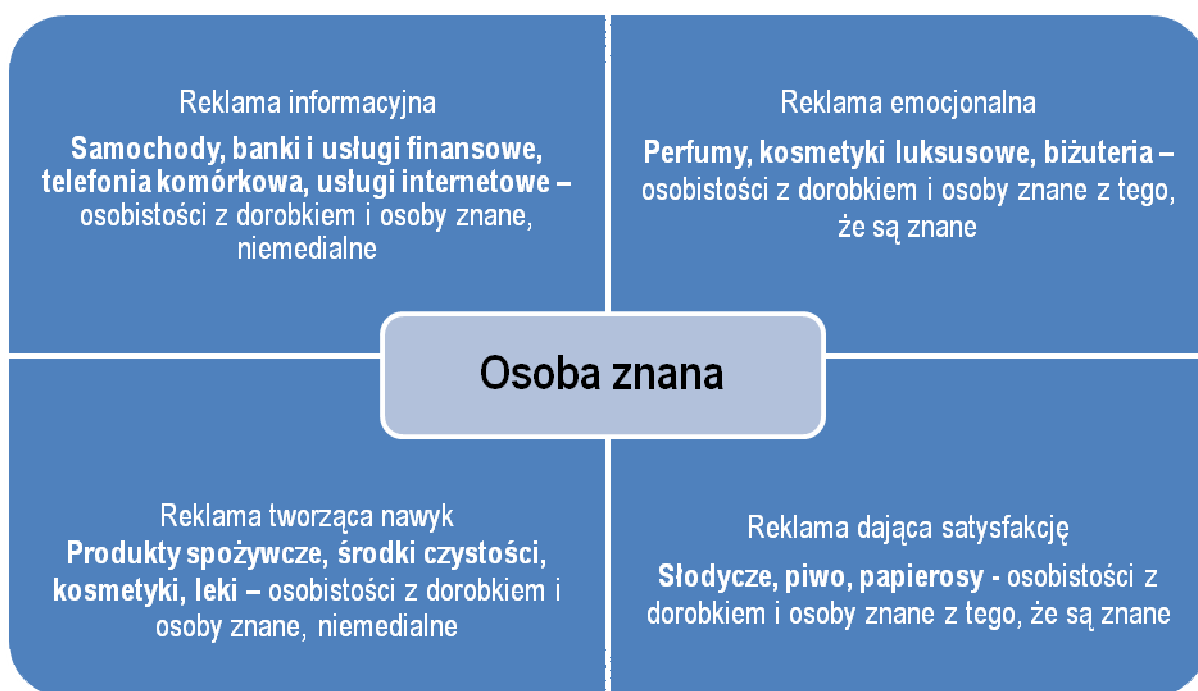 Reklama informacyjna
Samochody, banki i usługi finansowe,
telefonia komórkowa, usługi internetowe –
osobistości z dorobkiem i osoby znane,
niemedialne
Reklama emocjonalna
Perfumy, kosmetyki luksusowe, biżuteria –
osobistości z dorobkiem i osoby znane z tego,
że są znane
Osoba znana
Reklama tworząca nawyk
Produkty spożywcze, środki czystości,
kosmetyki, leki – osobistości z dorobkiem i
osoby znane, niemedialne
Reklama dająca satysfakcję
Słodycze, piwo, papierosy - osobistości z
dorobkiem i osoby znane z tego, że są znane